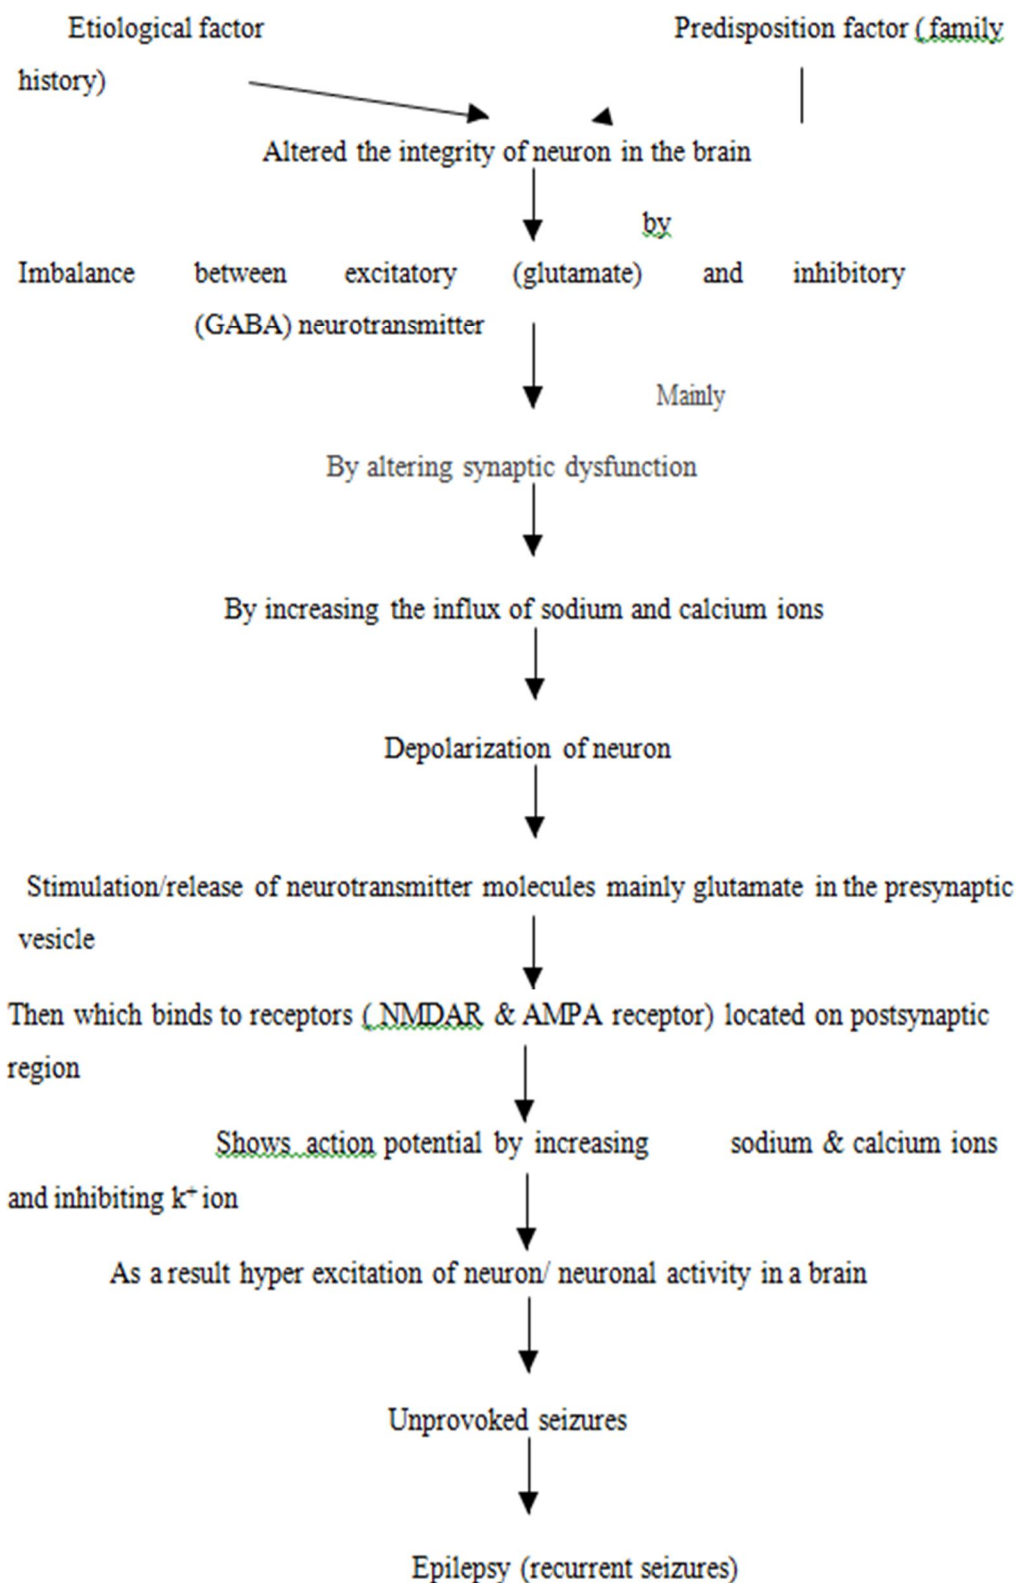 Etiological factor Predisposition factor ( family
history)
Altered the integrity of neuron in the brain
by
Imbalance between excitatory (glutamate) and inhibitory
(GABA) neurotransmitter
Mainly
By altering synaptic dysfunction
By increasing the influx of sodium and calcium ions
Depolarization of neuron
Stimulation/release of neurotransmitter molecules mainly glutamate in the presynaptic
vesicle
Then which binds to receptors ( NMDAR & AMPA receptor) located on postsynaptic
region
Shows action potential by increasing sodium & calcium ions
and inhibiting k⁺ ion
As a result hyper excitation of neuron/ neuronal activity in a brain
Unprovoked seizures
Epilepsy (recurrent seizures)